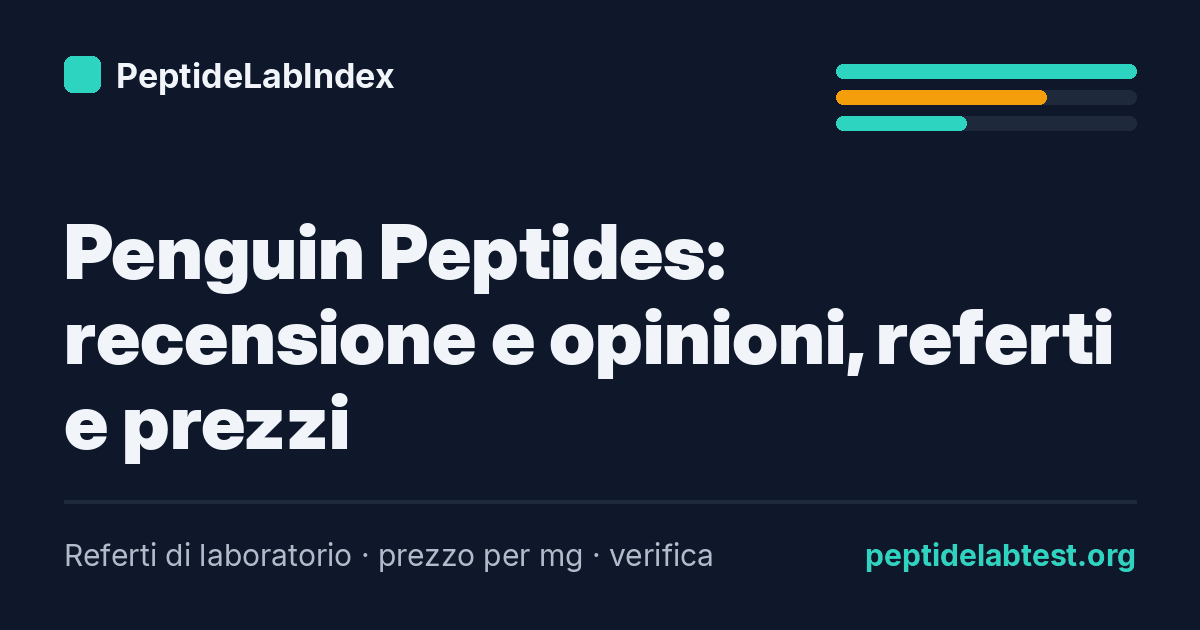 PeptideLabIndex
Penguin Peptides:
recensione e opinioni, referti
e prezzi
Referti di laboratorio · prezzo per mg · verifica
peptidelabtest.org